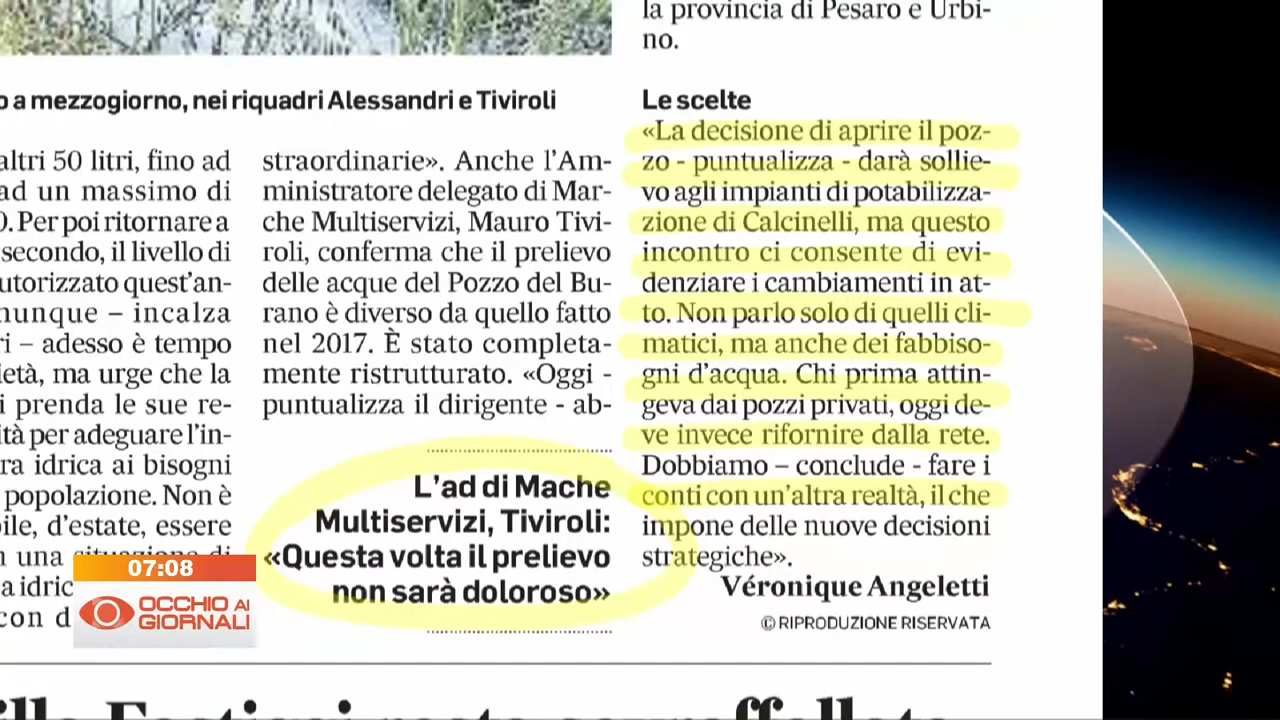 la provincia di Pesaro e Urbi-
no.
o a mezzogiorno, nei riquadri Alessandri e Tiviroli
altri 50 litri, fino ad
ad un massimo di
0. Per poi ritornare a
secondo, il livello di
utorizzato quest'an-
nunque – incalza
ri – adesso è tempo
ietà, ma urge che la
i prenda le sue re-
ità per adeguare l'in-
ra idrica ai bisogni
popolazione. Non è
bile, d'estate, essere
n una situazione di
a idric
con d
straordinarie». Anche l'Am-
ministratore delegato di Mar-
che Multiservizi, Mauro Tivi-
roli, conferma che il prelievo
delle acque del Pozzo del Bu-
rano è diverso da quello fatto
nel 2017. È stato completa-
mente ristrutturato. «Oggi -
puntualizza il dirigente - ab-
L'ad di Mache
Multiservizi, Tiviroli:
«Questa volta il prelievo
non sarà doloroso»
Le scelte
«La decisione di aprire il poz-
zo - puntualizza - darà sollie-
vo agli impianti di potabilizza-
zione di Calcinelli, ma questo
incontro ci consente di evi-
denziare i cambiamenti in at-
to. Non parlo solo di quelli cli-
matici, ma anche dei fabbiso-
gni d'acqua. Chi prima attin-
geva dai pozzi privati, oggi de-
ve invece rifornire dalla rete.
Dobbiamo – conclude - fare i
conti con un'altra realtà, il che
impone delle nuove decisioni
strategiche».
Véronique Angeletti
© RIPRODUZIONE RISERVATA
07:08
OCCHIO AI
GIORNALI